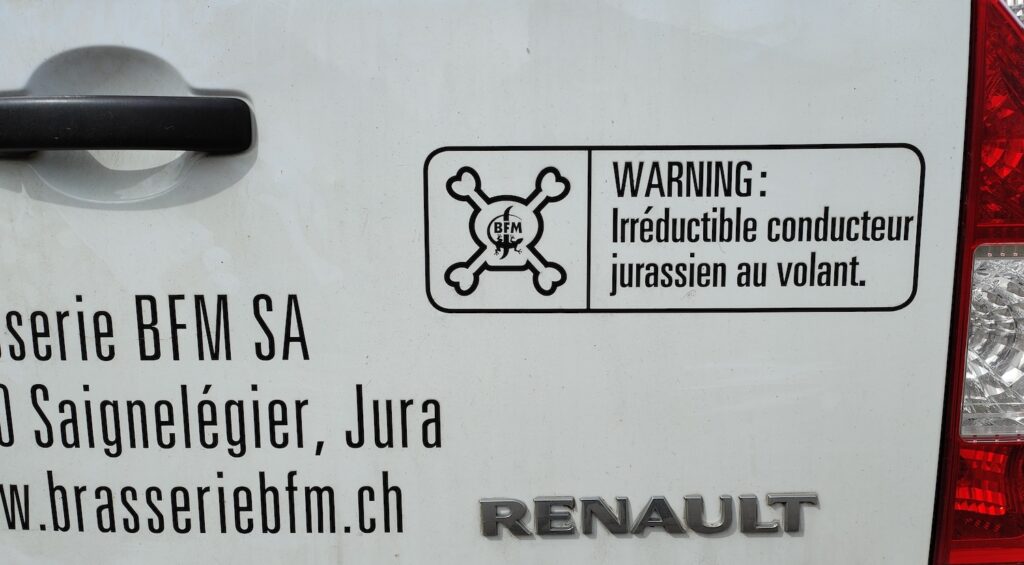 BFM
WARNING:
Irréductible conducteur
jurassien au volant.
sserie BFM SA
0 Saignelégier, Jura
w.brasseriebfm.ch
RENAULT